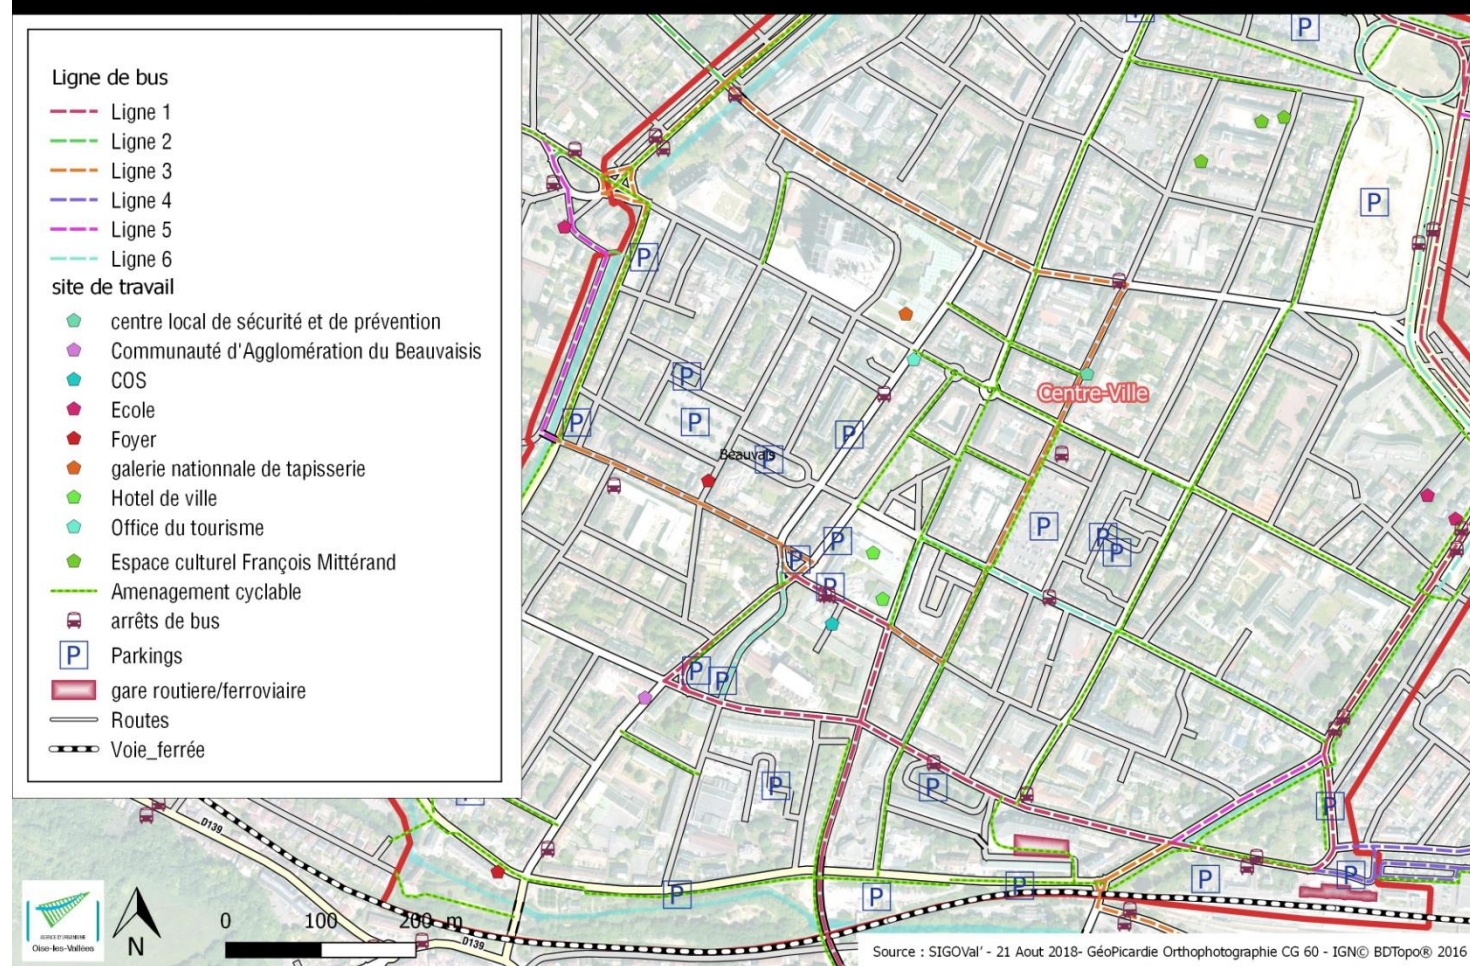 Ligne de bus
Ligne 1
Ligne 2
Ligne 3
Ligne 4
Ligne 5
Ligne 6
site de travail
centre local de sécurité et de prévention
Communauté d'Agglomération du Beauvaisis
COS
Ecole
Foyer
galerie nationnale de tapisserie
Hotel de ville
Office du tourisme
Espace culturel François Mittérand
Amenagement cyclable
arrêts de bus
P Parkings
gare routiere/ferroviaire
Routes
Voie_ferrée
P
P
P
P
Centre-Ville
P
P
P
P
Beauvais
P
P
P
P
P
P
P
P
P
P
P
P
P
D139
P
P
P
P
P
AGENCE D'URBANISME
Oise-les-Vallées
N
0 100 200 m
D139
Source : SIGOVal' - 21 Aout 2018- GéoPicardie Orthophotographie CG 60 - IGN© BDTopo® 2016